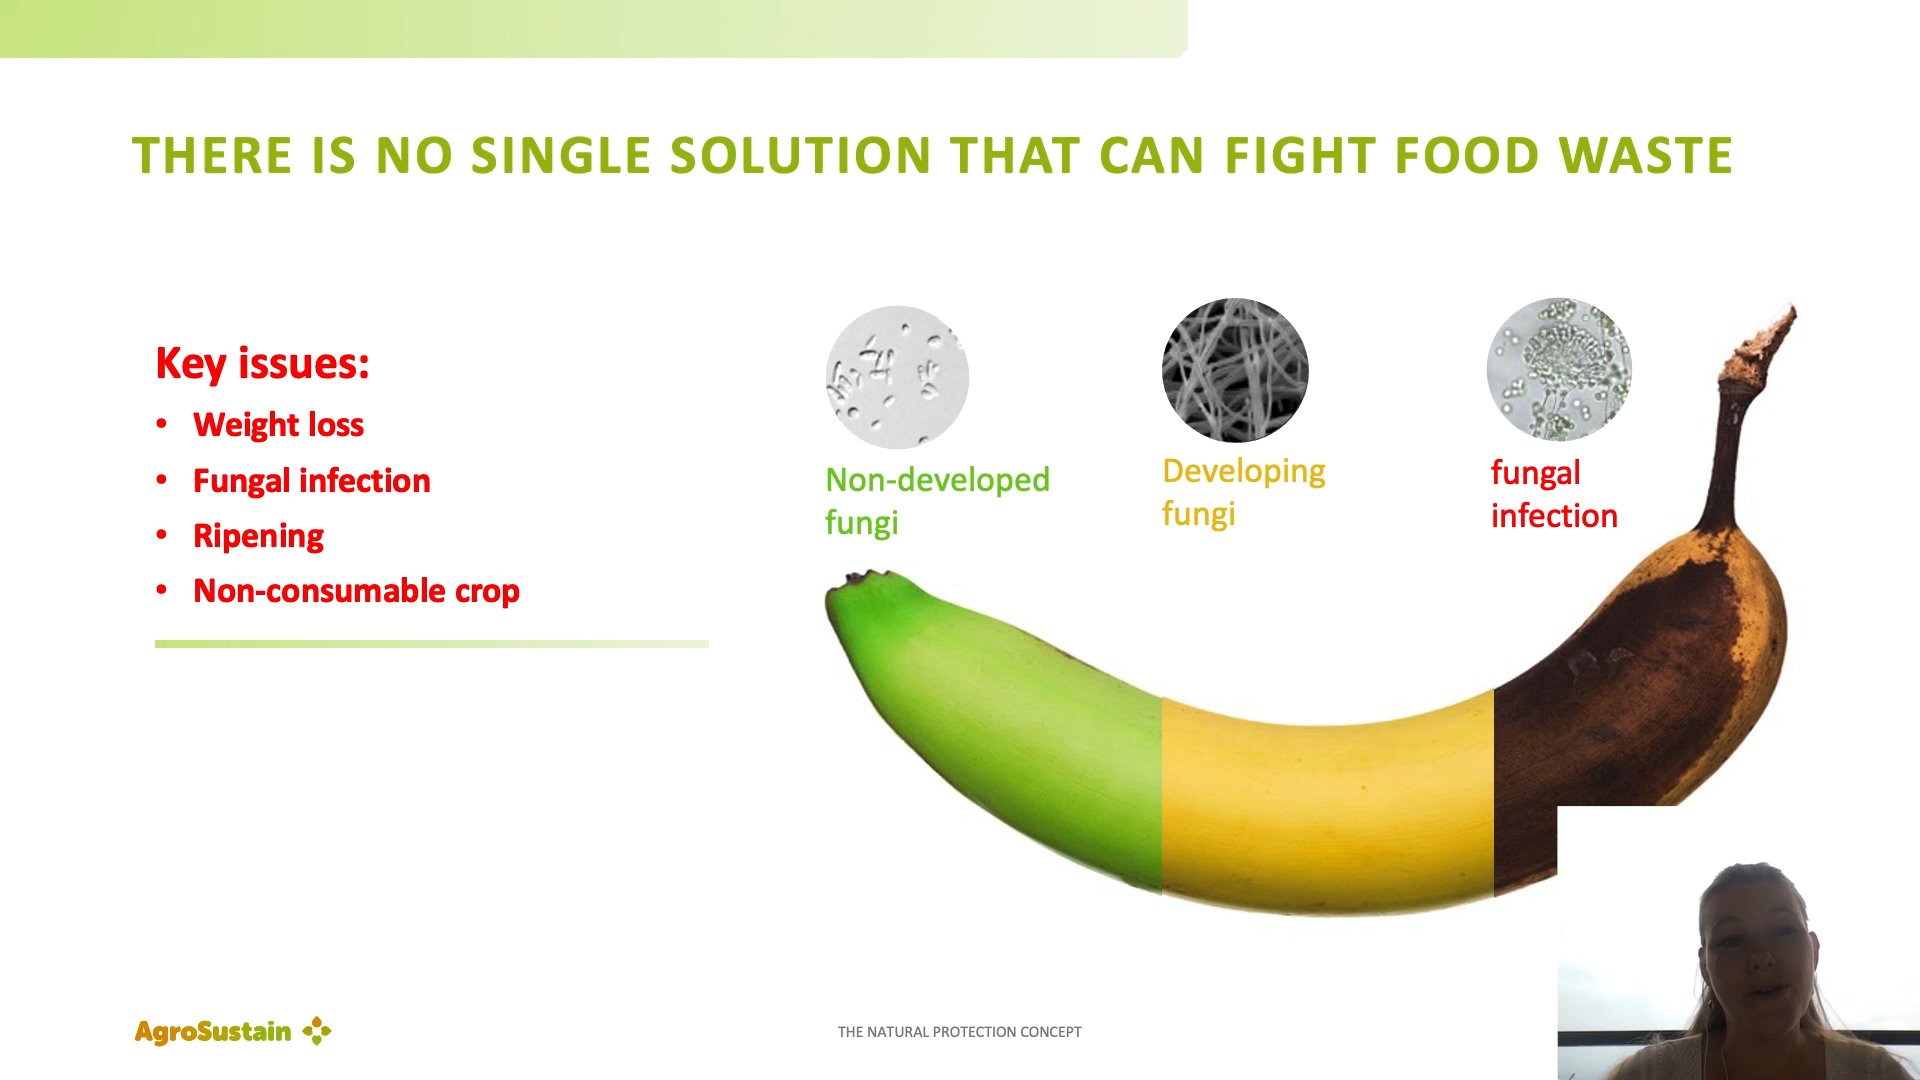 THERE IS NO SINGLE SOLUTION THAT CAN FIGHT FOOD WASTE
Key issues:
• Weight loss
• Fungal infection
• Ripening
• Non-consumable crop
Non-developed
fungi
Developing
fungi
fungal
infection
AgroSustain
THE NATURAL PROTECTION CONCEPT